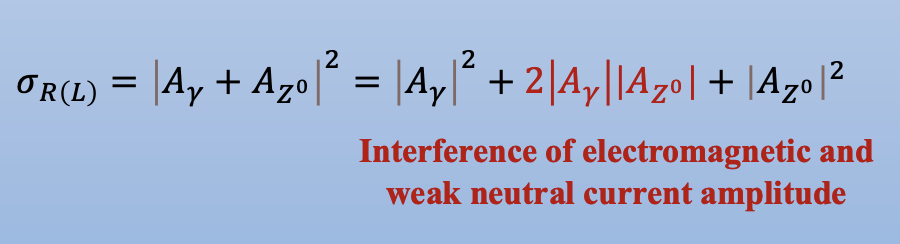 σ_{R(L)} = |A_γ + A_{Z^0}|^2 = |A_γ|^2 + 2|A_γ||A_{Z^0}| + |A_{Z^0}|^2
Interference of electromagnetic and
weak neutral current amplitude